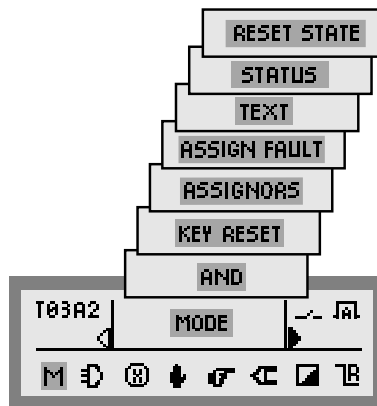 RESET STATE
STATUS
TEXT
ASSIGN FAULT
ASSIGNORS
KEY RESET
AND
T03A2 MODE A
M X R